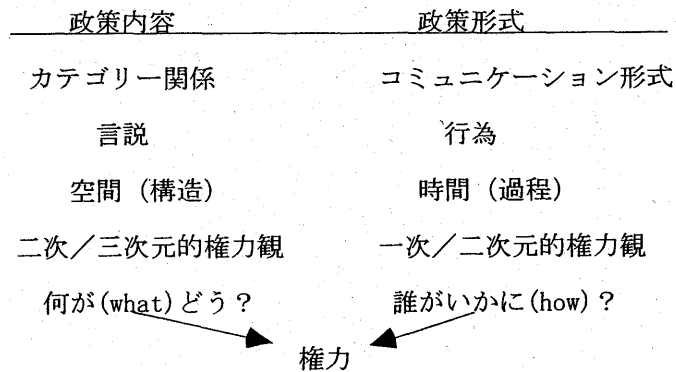 政策内容 政策形式
カテゴリー関係 コミュニケーション形式
言説 行為
空間（構造） 時間（過程）
二次／三次元的権力観 一次／二次元的権力観
何が(what)どう？ 誰がいかに(how)？
権力